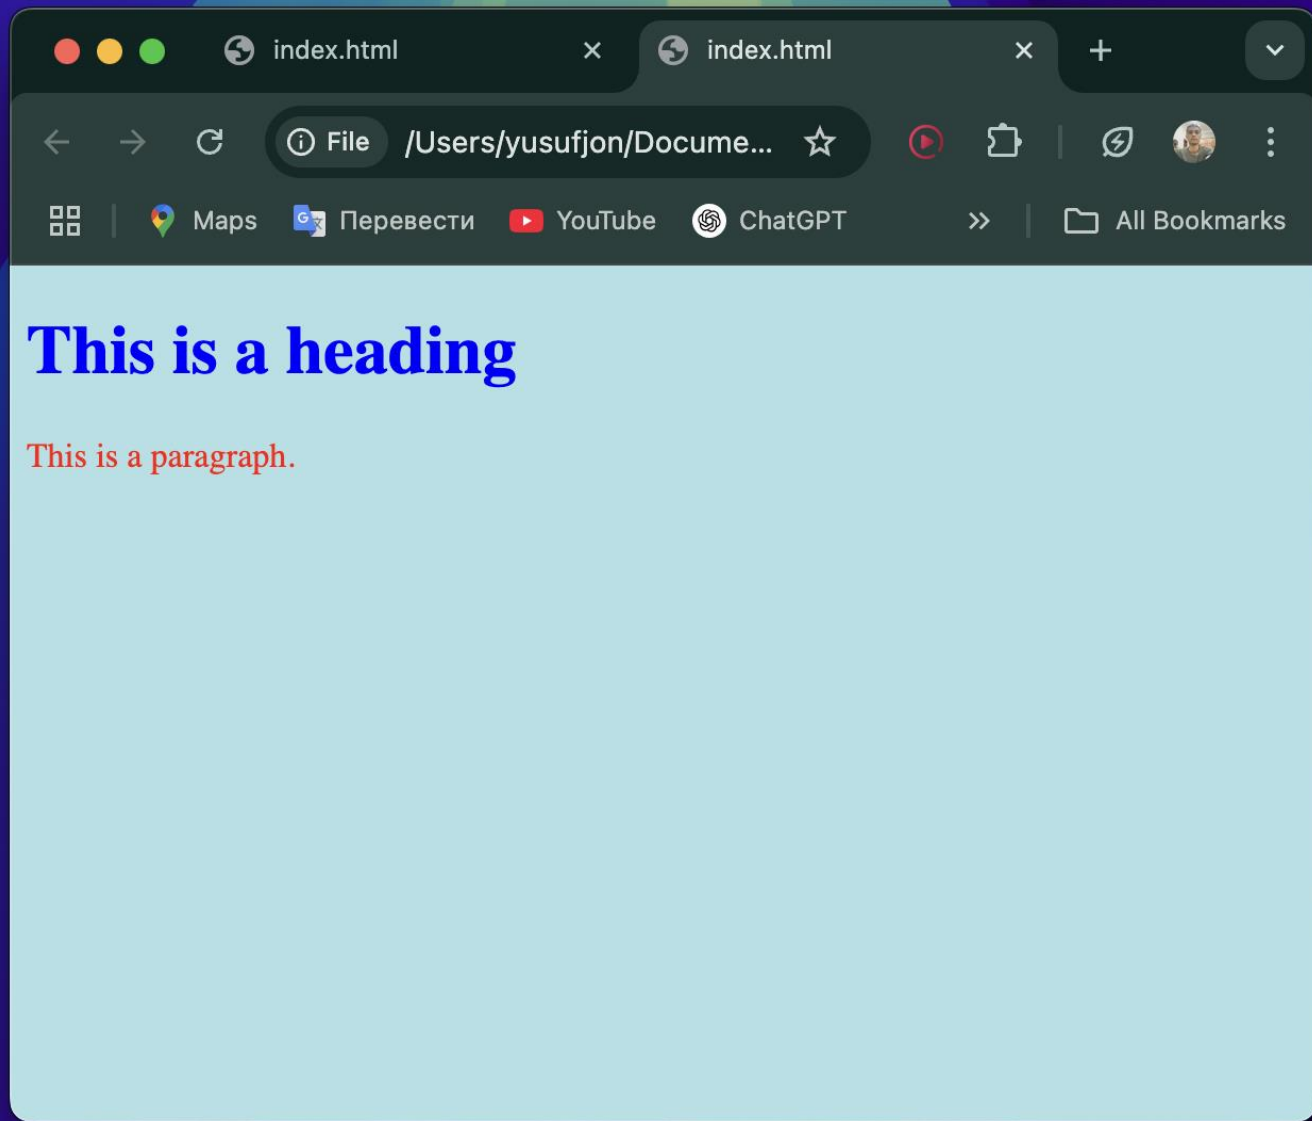 index.html
index.html
File /Users/yusufjon/Docume...
Maps Перевести YouTube ChatGPT All Bookmarks
This is a heading
This is a paragraph.